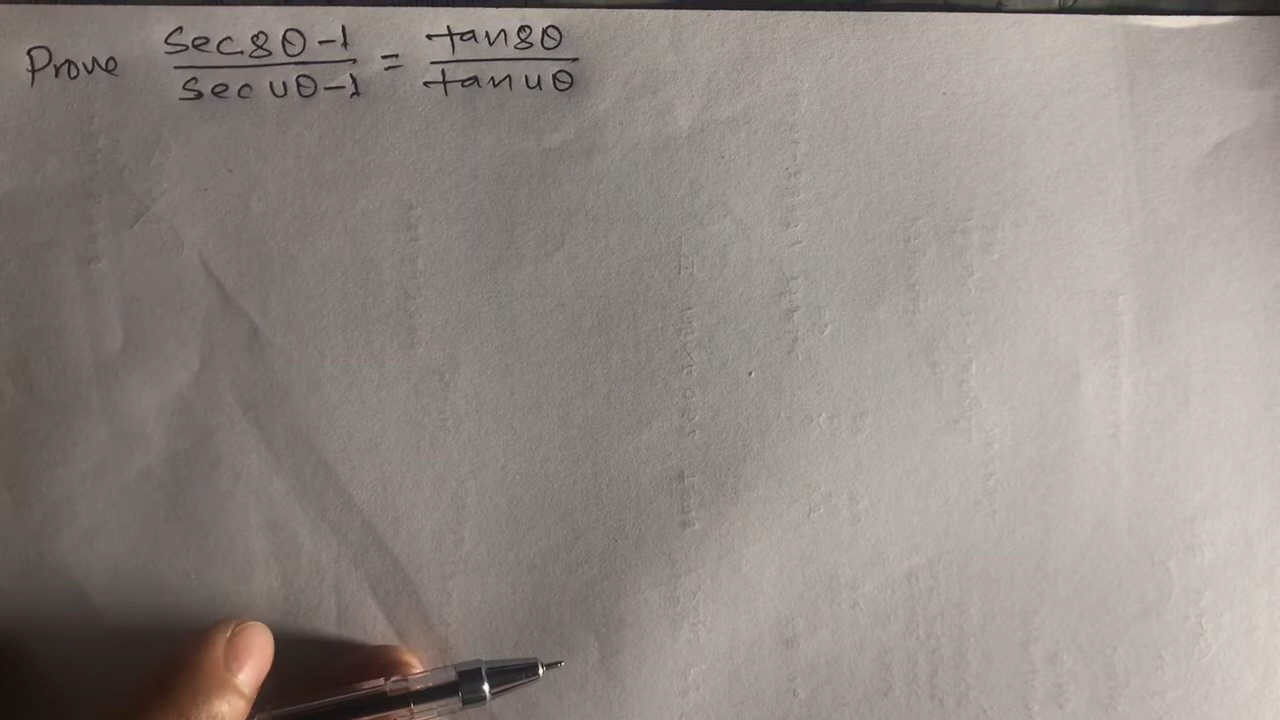 Prove sec8θ-1/sec4θ-1 = tan8θ/tan4θ